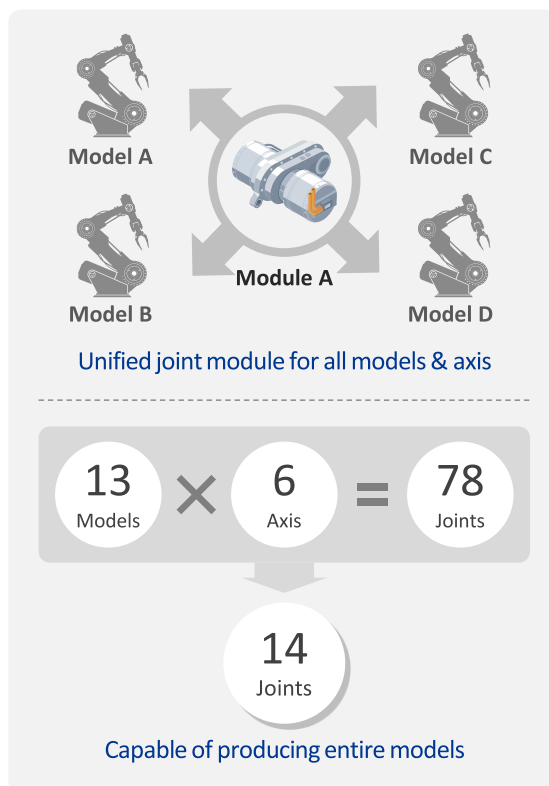 Model A
Model C
Module A
Model B
Model D
Unified joint module for all models & axis
13
Models
×
6
Axis
=
78
Joints
14
Joints
Capable of producing entire models